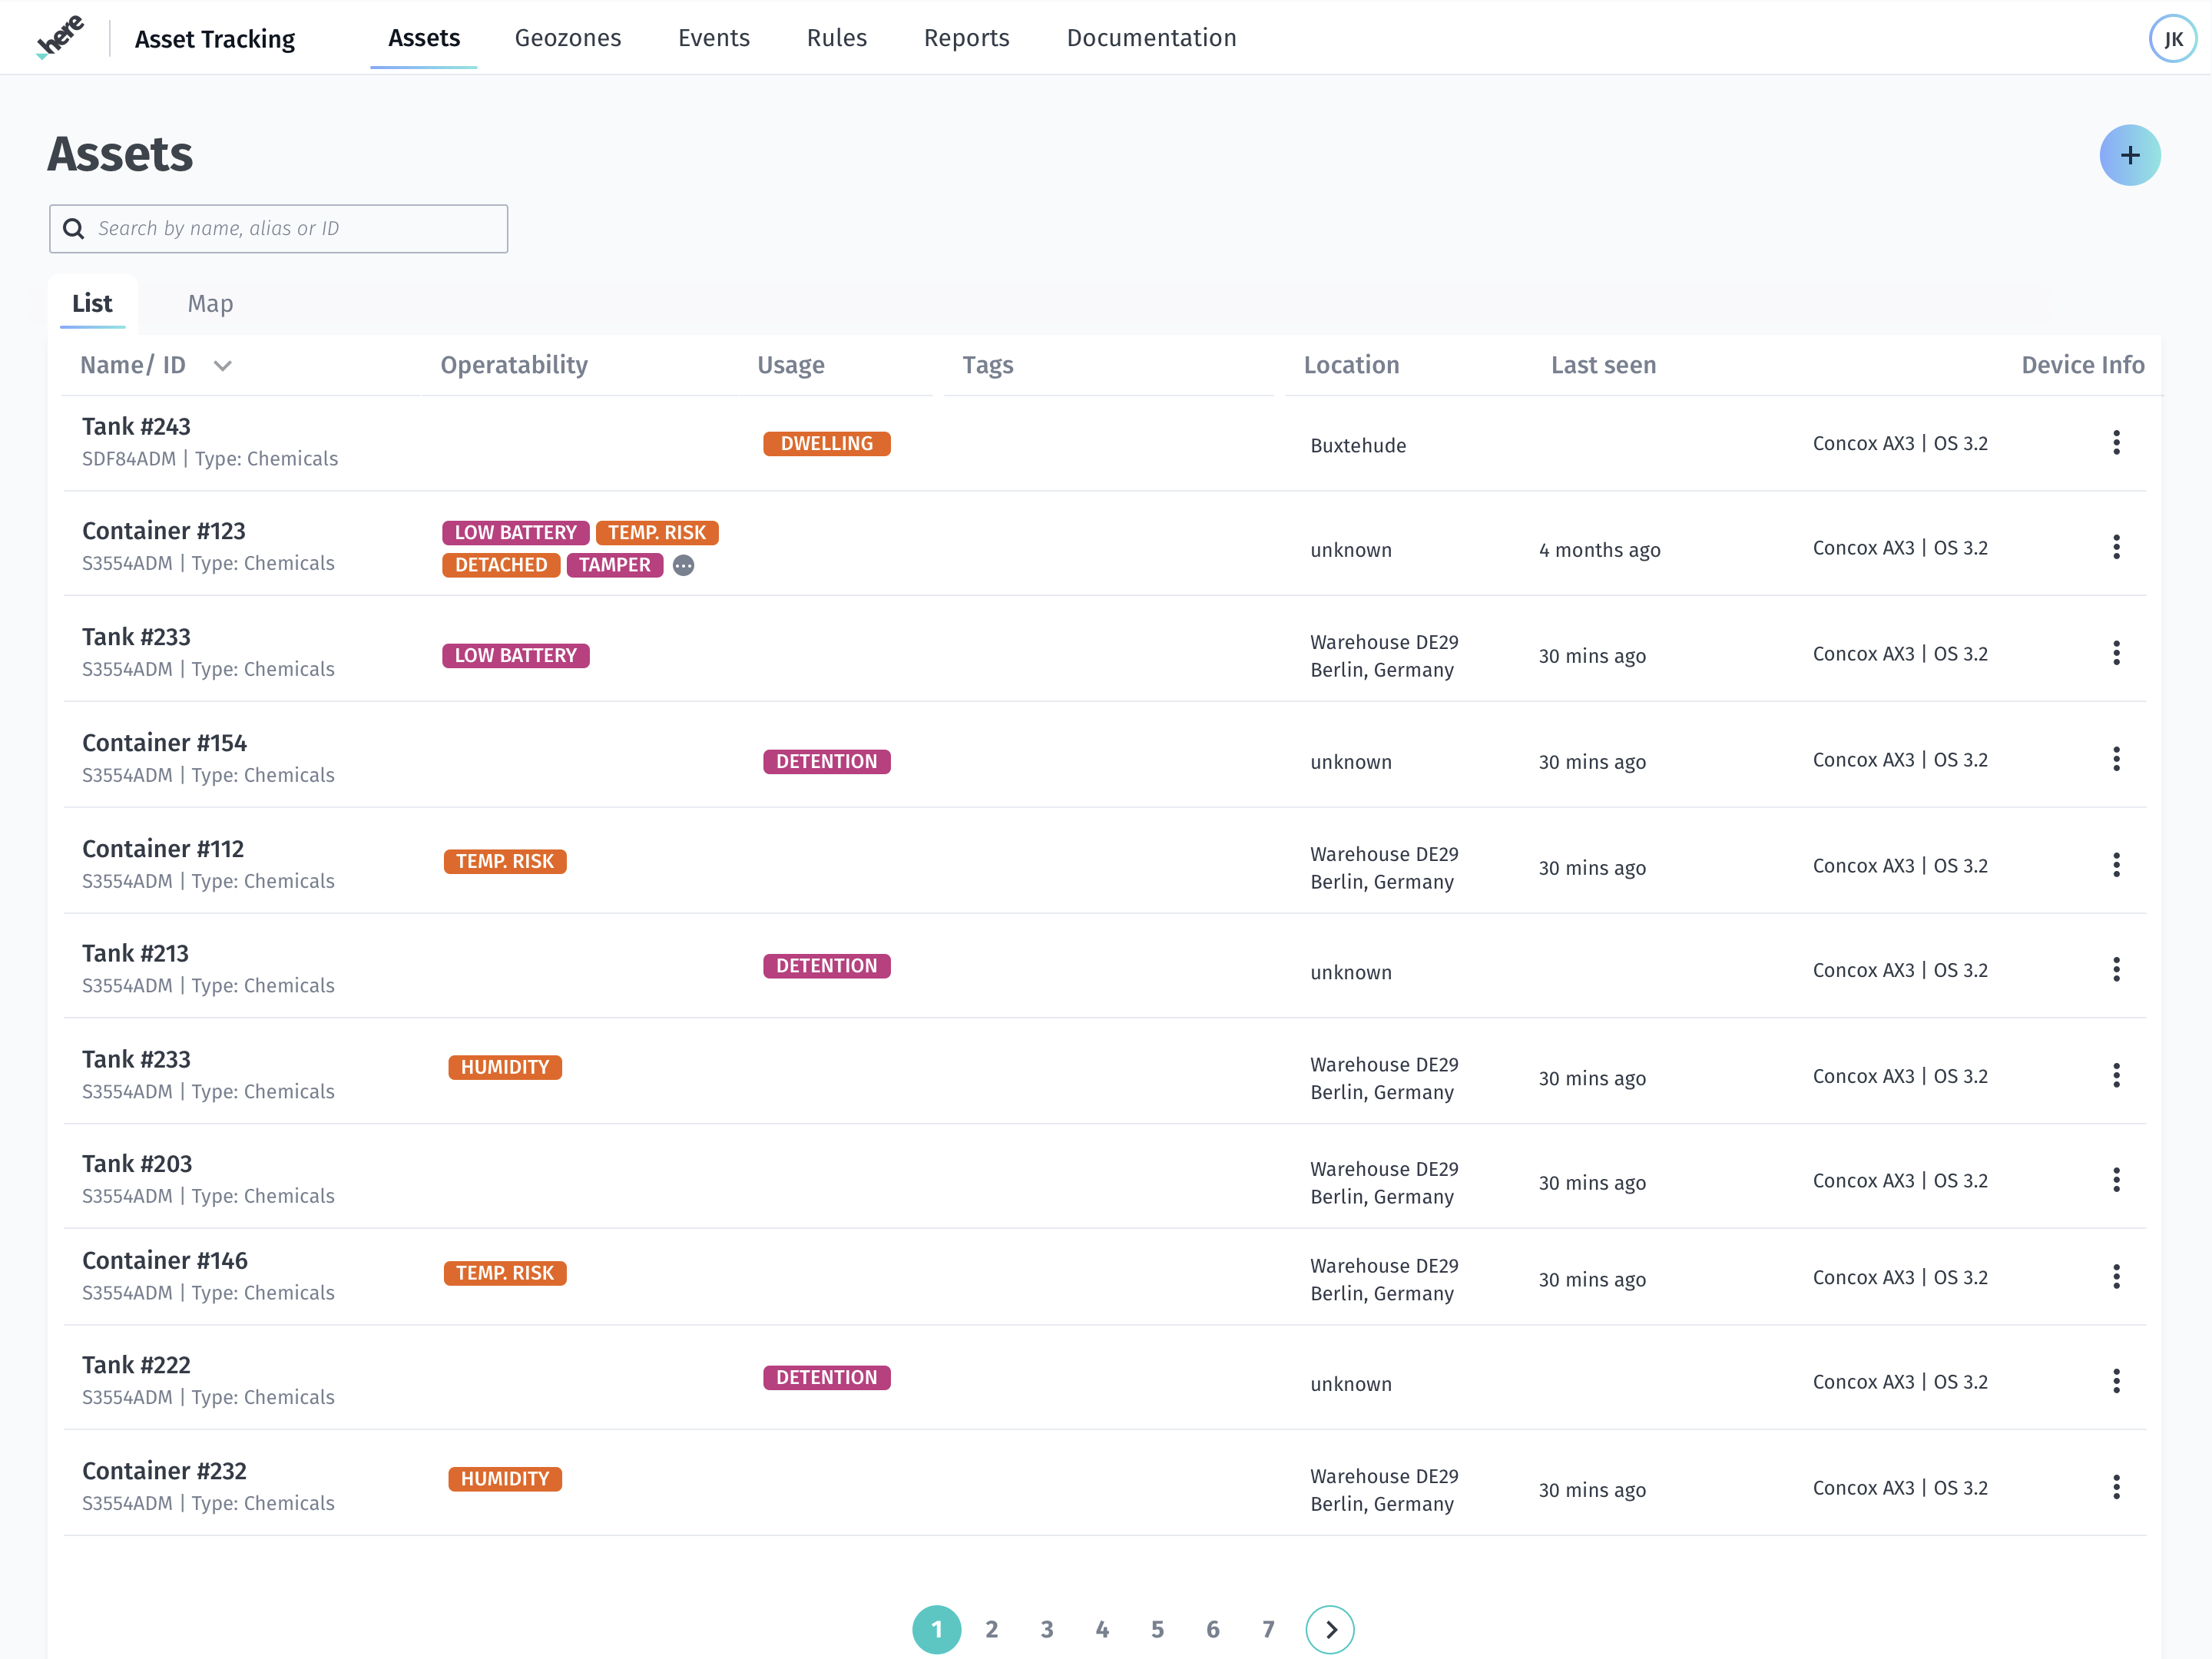 here
Asset Tracking
Assets
Geozones
Events
Rules
Reports
Documentation
JK
Assets
Search by name, alias or ID
List
Map
Name/ ID
Operatability
Usage
Tags
Location
Last seen
Device Info
Tank #243
SDF84ADM | Type: Chemicals
DWELLING
Buxtehude
Concox AX3 | OS 3.2
Container #123
S3554ADM | Type: Chemicals
LOW BATTERY TEMP. RISK
DETACHED TAMPER
unknown
4 months ago
Concox AX3 | OS 3.2
Tank #233
S3554ADM | Type: Chemicals
LOW BATTERY
Warehouse DE29
Berlin, Germany
30 mins ago
Concox AX3 | OS 3.2
Container #154
S3554ADM | Type: Chemicals
DETENTION
unknown
30 mins ago
Concox AX3 | OS 3.2
Container #112
S3554ADM | Type: Chemicals
TEMP. RISK
Warehouse DE29
Berlin, Germany
30 mins ago
Concox AX3 | OS 3.2
Tank #213
S3554ADM | Type: Chemicals
DETENTION
unknown
Concox AX3 | OS 3.2
Tank #233
S3554ADM | Type: Chemicals
HUMIDITY
Warehouse DE29
Berlin, Germany
30 mins ago
Concox AX3 | OS 3.2
Tank #203
S3554ADM | Type: Chemicals
Warehouse DE29
Berlin, Germany
30 mins ago
Concox AX3 | OS 3.2
Container #146
S3554ADM | Type: Chemicals
TEMP. RISK
Warehouse DE29
Berlin, Germany
30 mins ago
Concox AX3 | OS 3.2
Tank #222
S3554ADM | Type: Chemicals
DETENTION
unknown
Concox AX3 | OS 3.2
Container #232
S3554ADM | Type: Chemicals
HUMIDITY
Warehouse DE29
Berlin, Germany
30 mins ago
Concox AX3 | OS 3.2
1 2 3 4 5 6 7